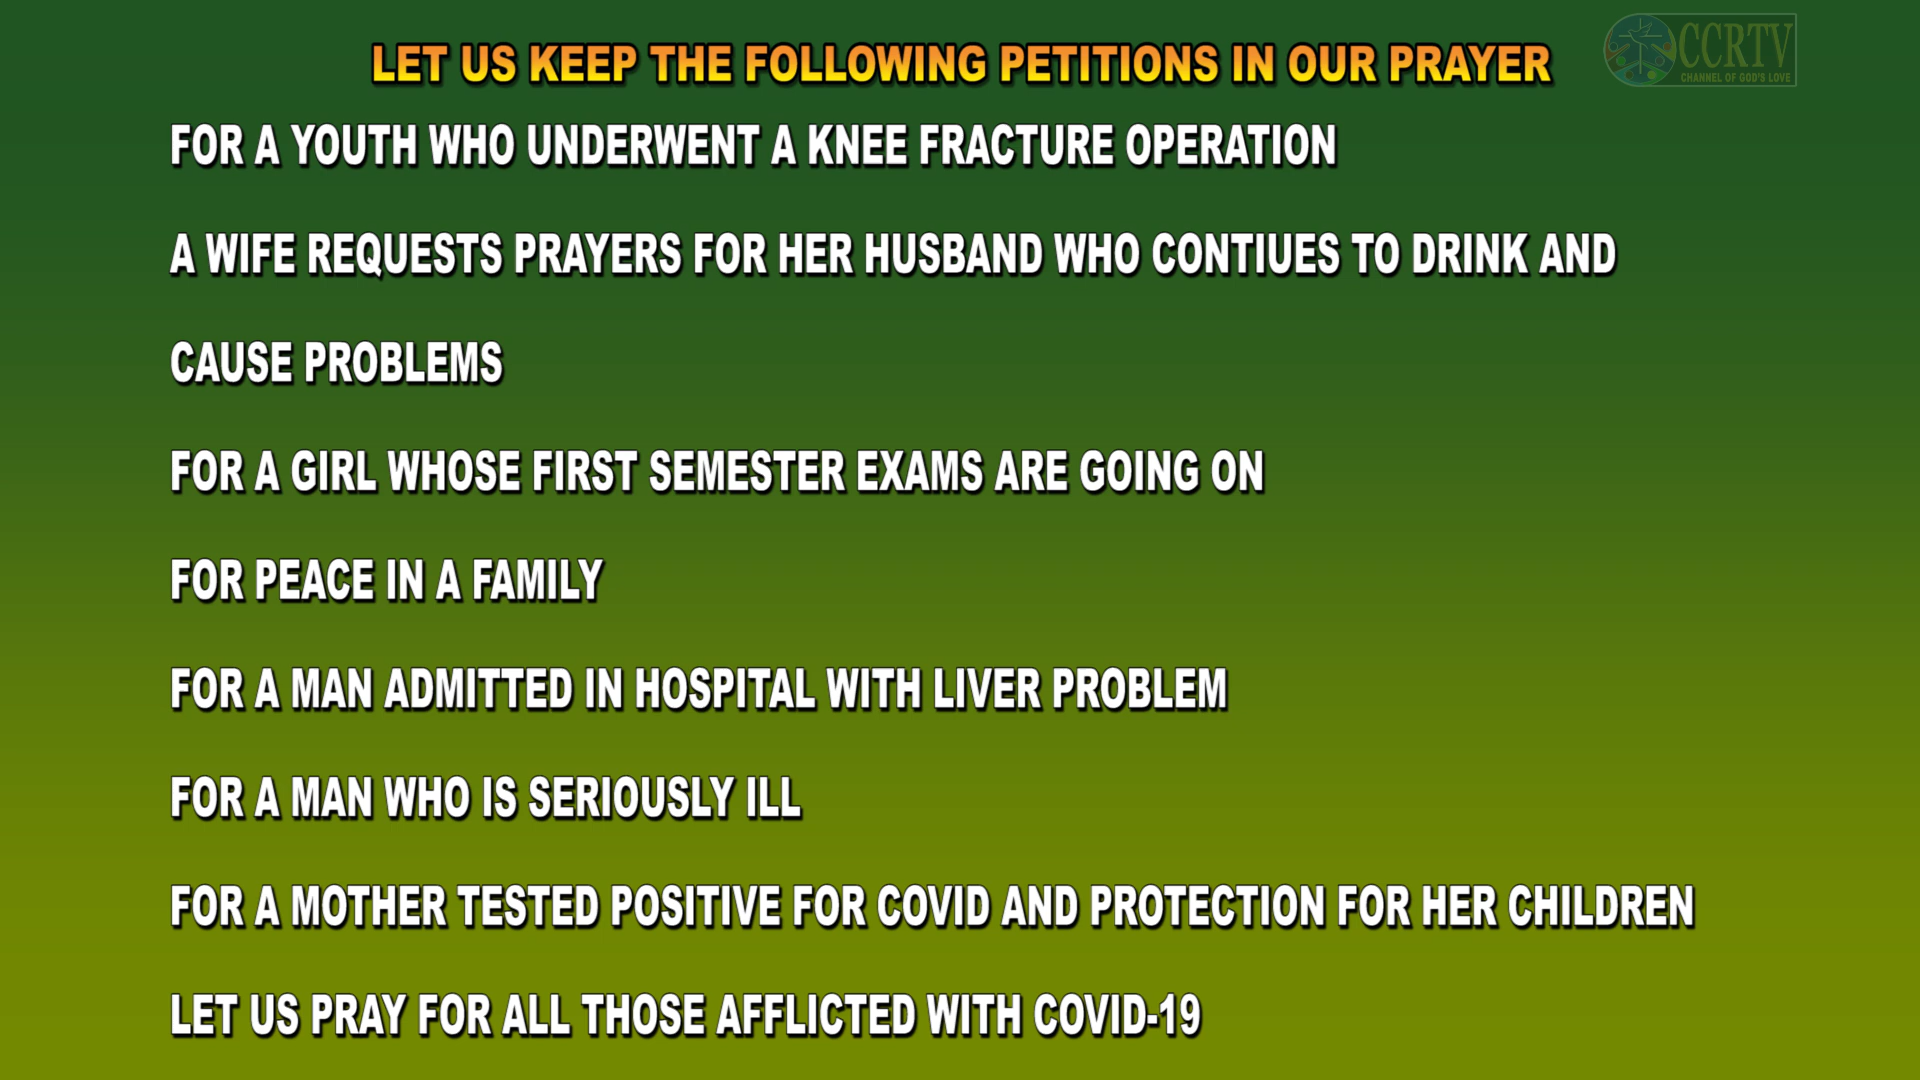 LET US KEEP THE FOLLOWING PETITIONS IN OUR PRAYER
CCRTV
CHANNEL OF GOD'S LOVE
FOR A YOUTH WHO UNDERWENT A KNEE FRACTURE OPERATION
A WIFE REQUESTS PRAYERS FOR HER HUSBAND WHO CONTIUES TO DRINK AND
CAUSE PROBLEMS
FOR A GIRL WHOSE FIRST SEMESTER EXAMS ARE GOING ON
FOR PEACE IN A FAMILY
FOR A MAN ADMITTED IN HOSPITAL WITH LIVER PROBLEM
FOR A MAN WHO IS SERIOUSLY ILL
FOR A MOTHER TESTED POSITIVE FOR COVID AND PROTECTION FOR HER CHILDREN
LET US PRAY FOR ALL THOSE AFFLICTED WITH COVID-19